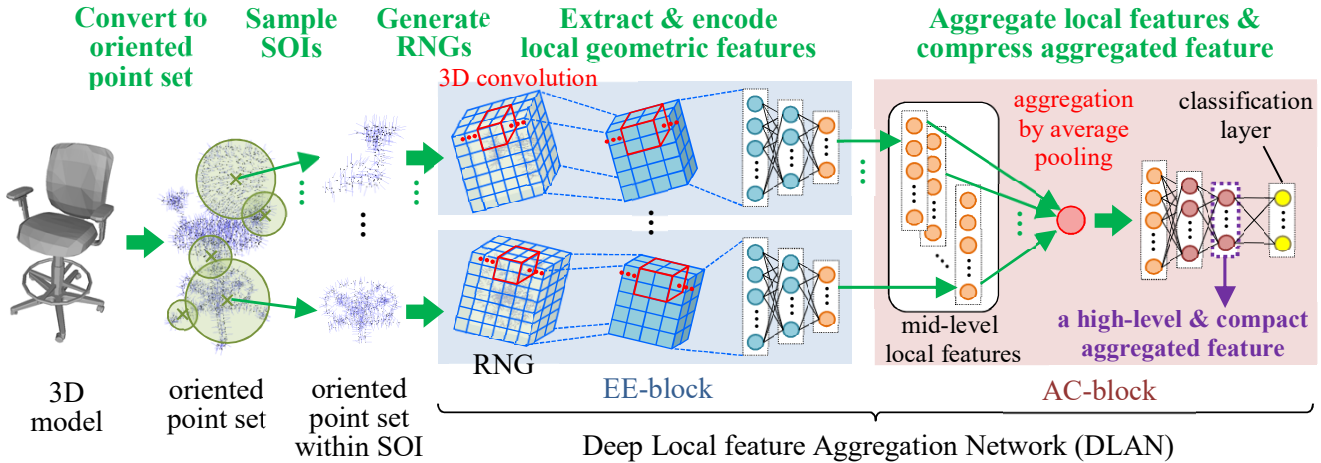 Convert to
oriented
point set
Sample
SOIs
Generate
RNGs
Extract & encode
local geometric features
Aggregate local features &
compress aggregated feature
3D convolution
aggregation
by average
pooling
classification
layer
mid-level
local features
a high-level & compact
aggregated feature
RNG
EE-block
AC-block
3D
model
oriented
point set
oriented
point set
within SOI
Deep Local feature Aggregation Network (DLAN)